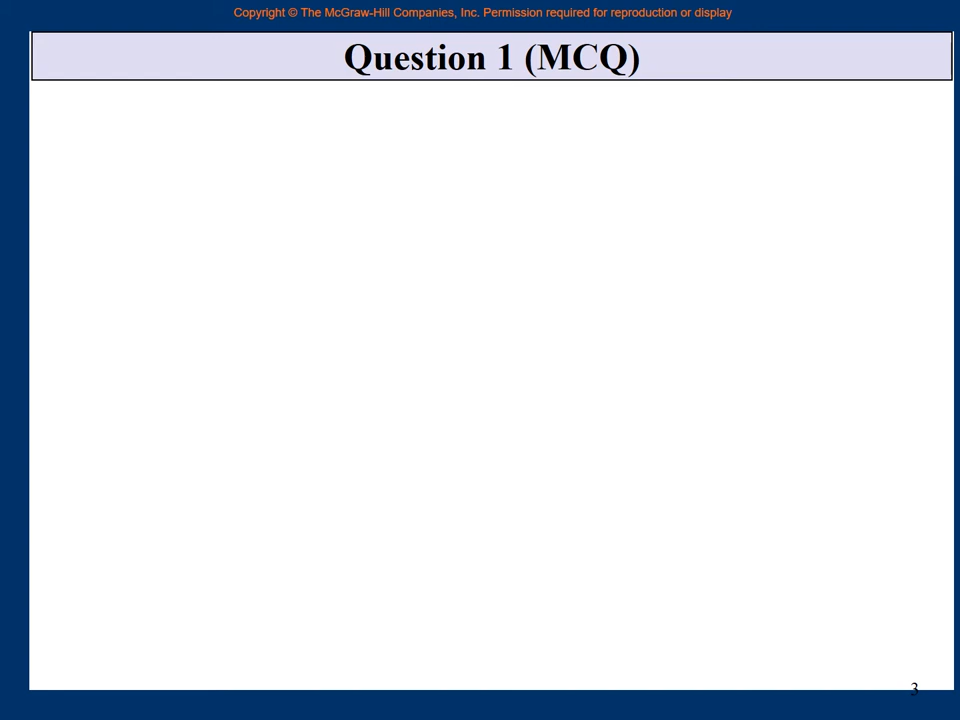 Copyright © The McGraw-Hill Companies, Inc. Permission required for reproduction or display
Question 1 (MCQ)
3